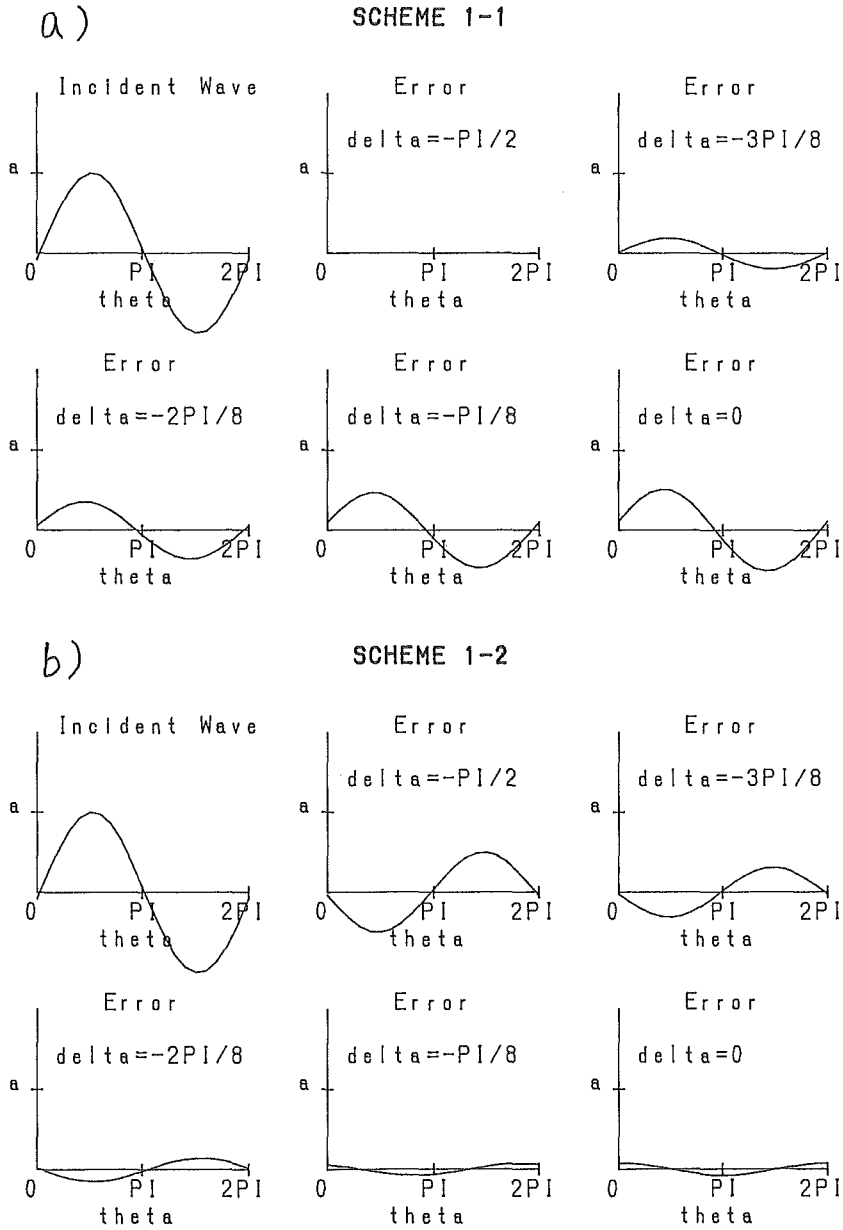 a)
SCHEME 1-1
Incident Wave
Error
Error
delta=-PI/2
delta=-3PI/8
a
a
a
0
PI
2PI
0
PI
2PI
0
PI
2PI
theta
theta
theta
Error
Error
Error
delta=-2PI/8
delta=-PI/8
delta=0
a
a
a
0
PI
2PI
0
PI
2PI
0
PI
2PI
theta
theta
theta
b)
SCHEME 1-2
Incident Wave
Error
Error
delta=-PI/2
delta=-3PI/8
a
a
a
0
PI
2PI
0
PI
2PI
0
PI
2PI
theta
theta
theta
Error
Error
Error
delta=-2PI/8
delta=-PI/8
delta=0
a
a
a
0
PI
2PI
0
PI
2PI
0
PI
2PI
theta
theta
theta